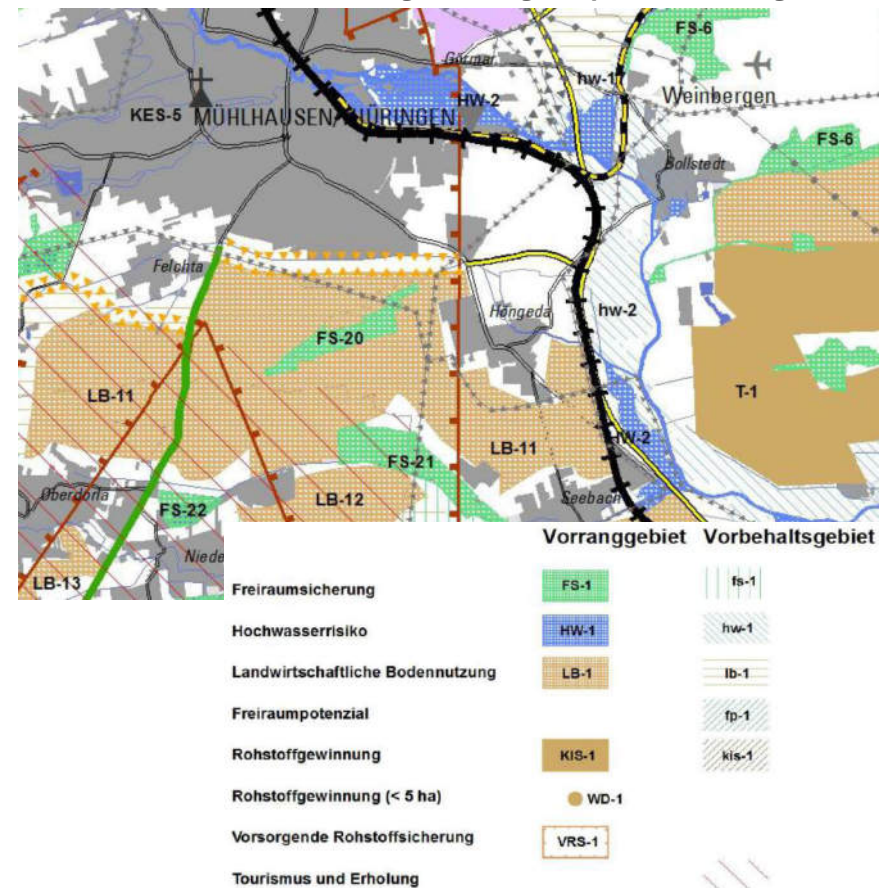 FS-6
Görmar
hw-1
HW-2
Weinbergen
KES-5
MÜHLHAUSEN/THÜRINGEN
FS-6
Bollstedt
Felchta
hw-2
Höngeda
FS-20
LB-11
T-1
HW-2
FS-21
LB-11
LB-12
Seebach
Oberdorla
FS-22
Niede
LB-13
Vorranggebiet Vorbehaltsgebiet
Freiraumsicherung FS-1 fs-1
Hochwasserrisiko HW-1 hw-1
Landwirtschaftliche Bodennutzung LB-1 lb-1
Freiraumpotenzial fp-1
Rohstoffgewinnung KIS-1 kis-1
Rohstoffgewinnung (< 5 ha) WD-1
Vorsorgende Rohstoffsicherung VRS-1
Tourismus und Erholung